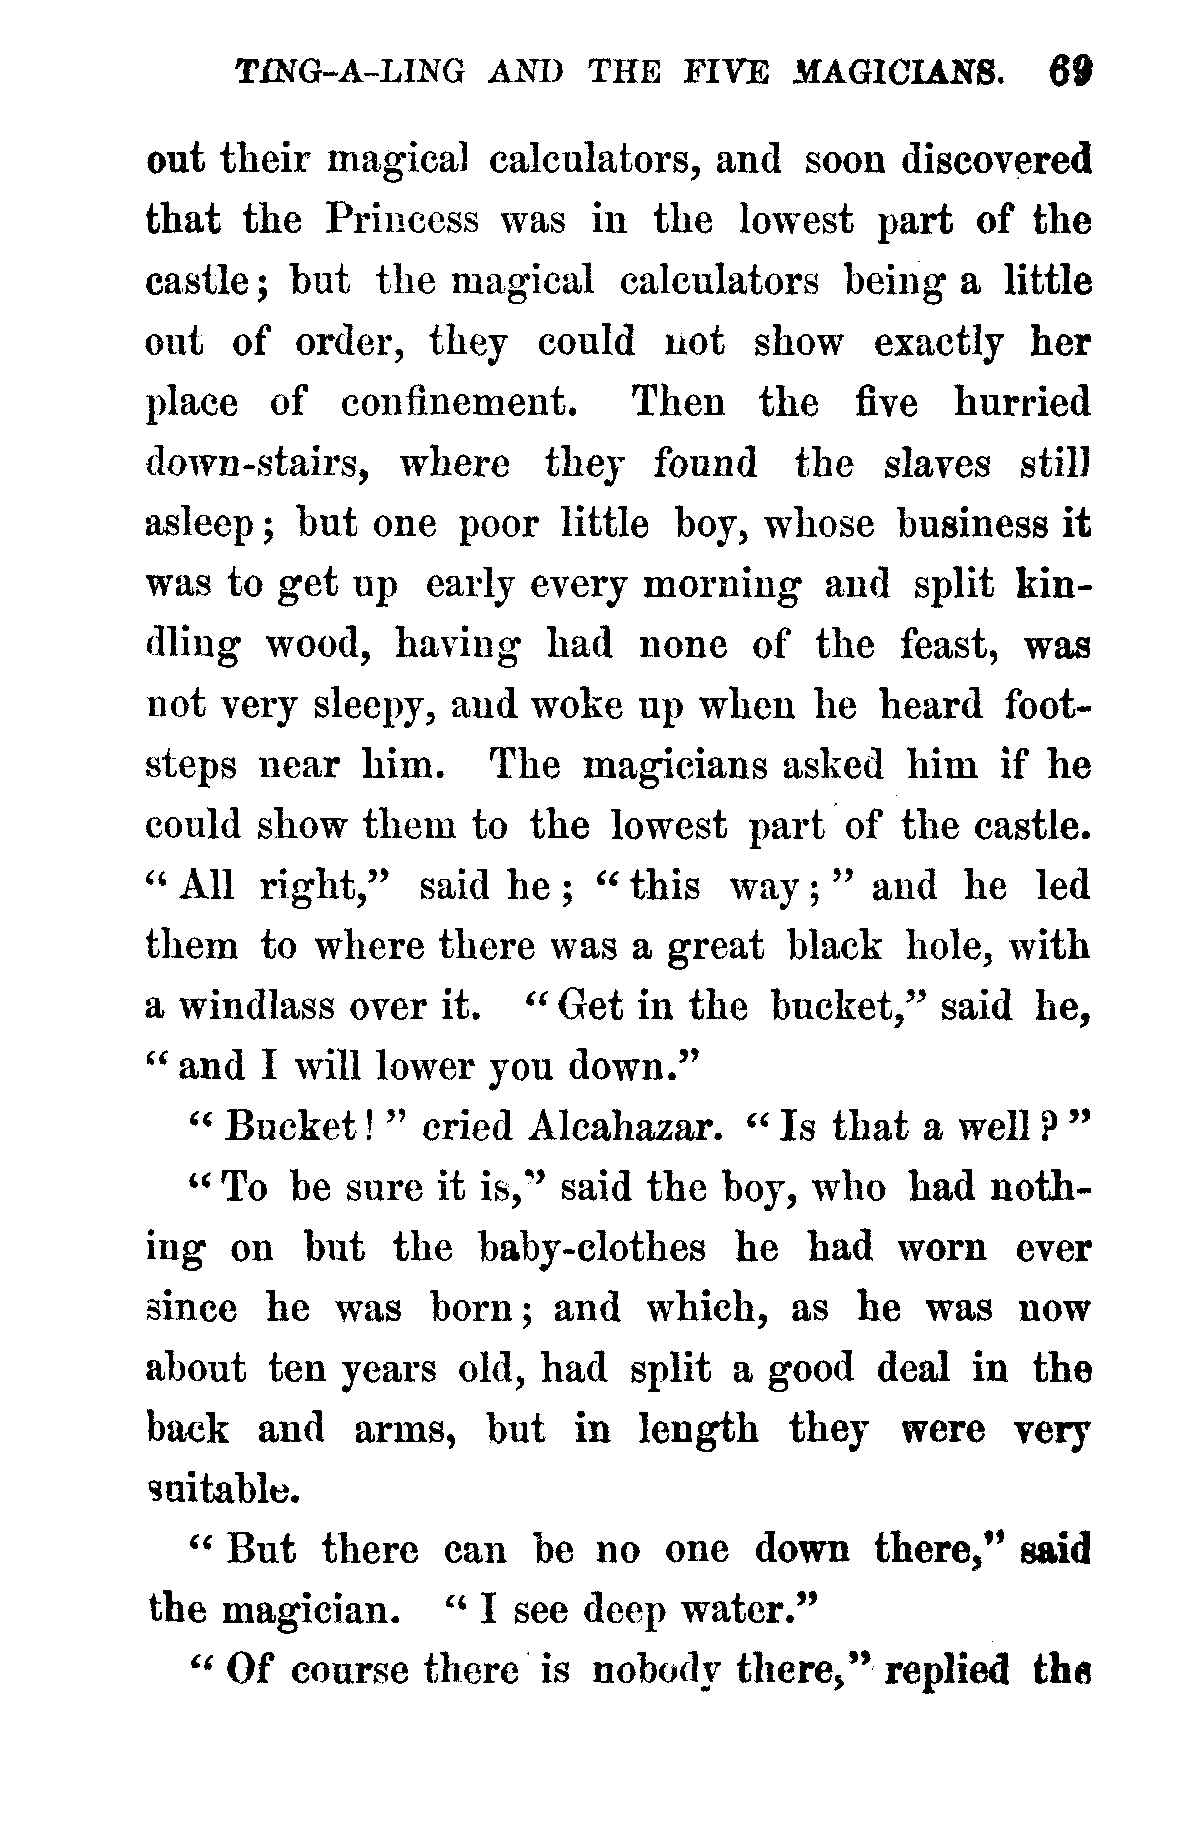 TING-A-LING AND THE FIVE MAGICIANS. 69
out their magical calculators, and soon discovered
that the Princess was in the lowest part of the
castle; but the magical calculators being a little
out of order, they could not show exactly her
place of confinement. Then the five hurried
down-stairs, where they found the slaves still
asleep; but one poor little boy, whose business it
was to get up early every morning and split kin-
dling wood, having had none of the feast, was
not very sleepy, and woke up when he heard foot-
steps near him. The magicians asked him if he
could show them to the lowest part of the castle.
“ All right,” said he ; “ this way ; ” and he led
them to where there was a great black hole, with
a windlass over it. “ Get in the bucket,” said he,
“ and I will lower you down.”
“ Bucket! ” cried Alcahazar. “ Is that a well ? ”
“ To be sure it is,” said the boy, who had noth-
ing on but the baby-clothes he had worn ever
since he was born; and which, as he was now
about ten years old, had split a good deal in the
back and arms, but in length they were very
suitable.
“ But there can be no one down there,” said
the magician. “ I see deep water.”
“ Of course there is nobody there,” replied the